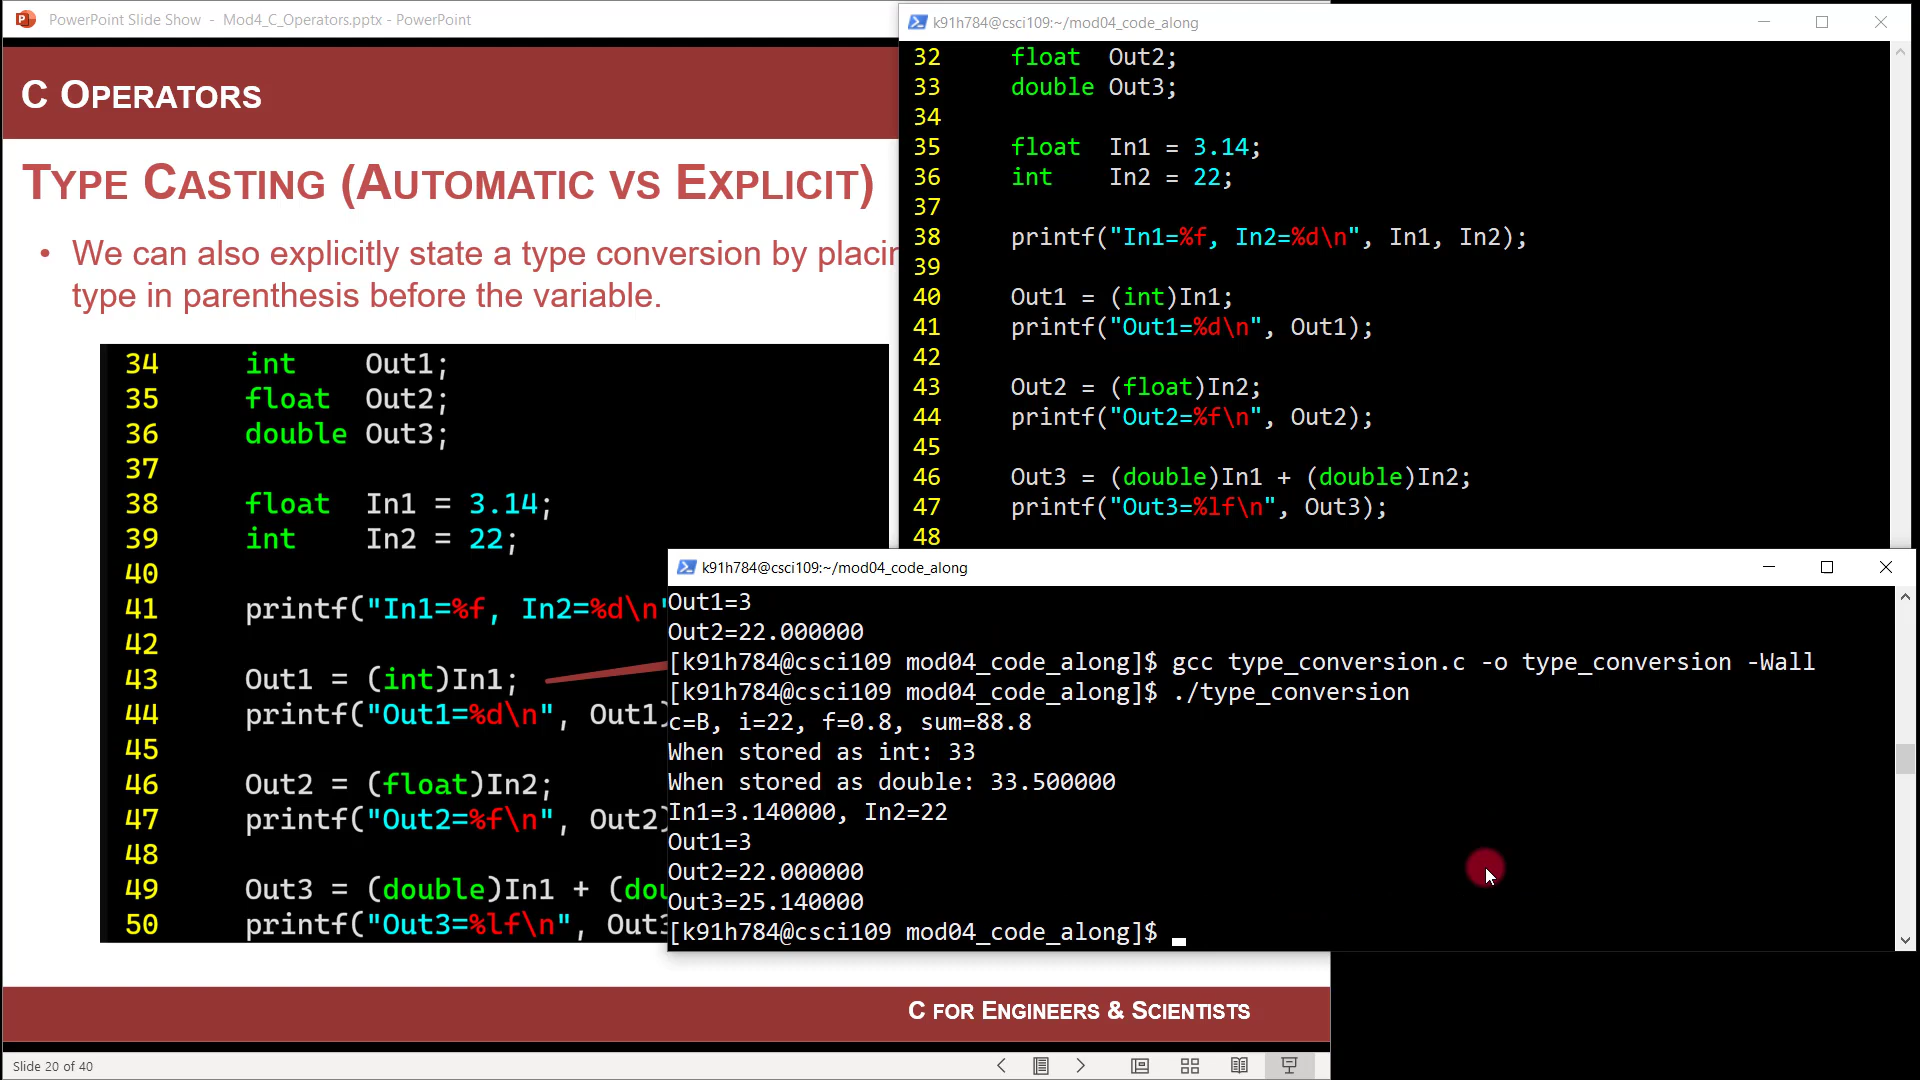 PowerPoint Slide Show - Mod4_C_Operators.pptx - PowerPoint
C OPERATORS
TYPE CASTING (AUTOMATIC VS EXPLICIT)
• We can also explicitly state a type conversion by
type in parenthesis before the variable.
34 int Out1;
35 float Out2;
36 double Out3;
37
38 float In1 = 3.14;
39 int In2 = 22;
40
41 printf("In1=%f, In2=%d\n"
42
43 Out1 = (int)In1;
44 printf("Out1=%d\n", Out1)
45
46 Out2 = (float)In2;
47 printf("Out2=%f\n", Out2)
48
49 Out3 = (double)In1 + (
50 printf("Out3=%lf\n",
k91h784@csci109:~/mod04_code_along
32 float Out2;
33 double Out3;
34
35 float In1 = 3.14;
36 int In2 = 22;
37
38 printf("In1=%f, In2=%d\n", In1, In2);
39
40 Out1 = (int)In1;
41 printf("Out1=%d\n", Out1);
42
43 Out2 = (float)In2;
44 printf("Out2=%f\n", Out2);
45
46 Out3 = (double)In1 + (double)In2;
47 printf("Out3=%lf\n", Out3);
48
k91h784@csci109:~/mod04_code_along
Out1=3
Out2=22.000000
[k91h784@csci109 mod04_code_along]$ gcc type_conversion.c -o type_conversion -Wall
[k91h784@csci109 mod04_code_along]$ ./type_conversion
c=B, i=22, f=0.8, sum=88.8
When stored as int: 33
When stored as double: 33.500000
In1=3.140000, In2=22
Out1=3
Out2=22.000000
Out3=25.140000
[k91h784@csci109 mod04_code_along]$
C FOR ENGINEERS & SCIENTISTS
Slide 20 of 40